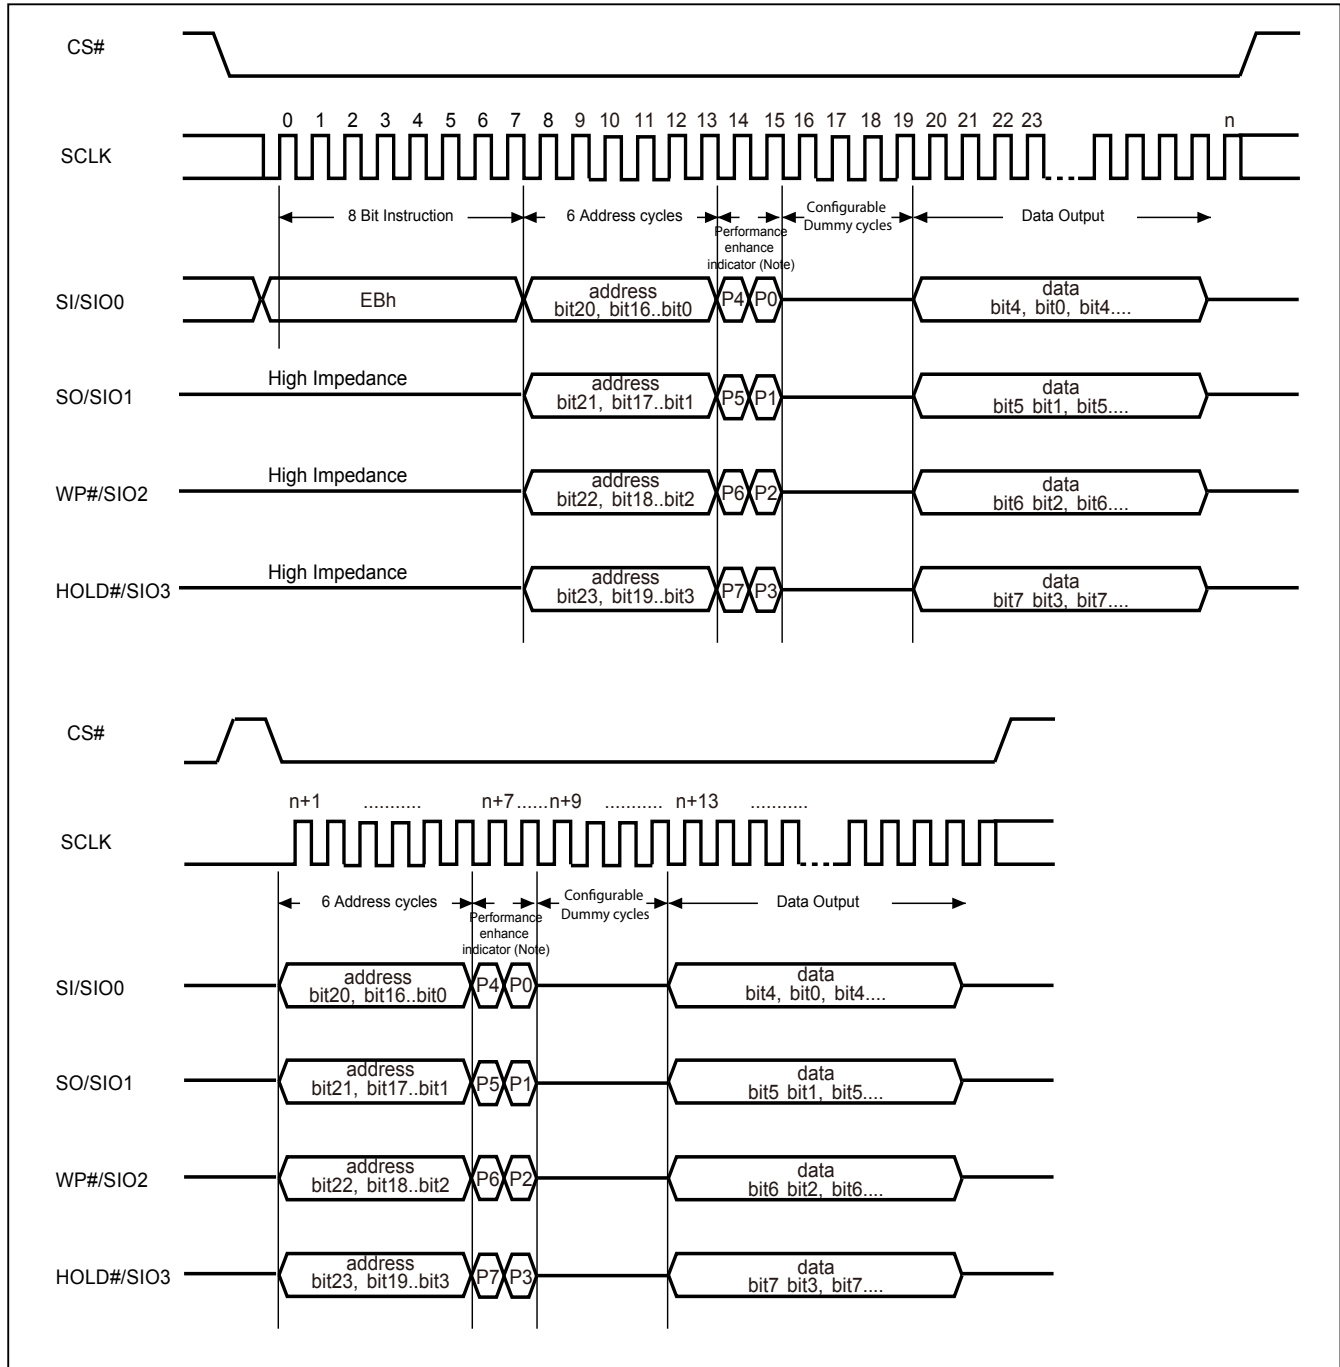 CS#
0 1 2 3 4 5 6 7 8 9 10 11 12 13 14 15 16 17 18 19 20 21 22 23 n
SCLK
8 Bit Instruction
6 Address cycles
Performance
enhance
indicator (Note)
Configurable
Dummy cycles
Data Output
SI/SIO0
EBh
address
bit20, bit16..bit0
P4 P0
data
bit4, bit0, bit4....
SO/SIO1
High Impedance
address
bit21, bit17..bit1
P5 P1
data
bit5 bit1, bit5....
WP#/SIO2
High Impedance
address
bit22, bit18..bit2
P6 P2
data
bit6 bit2, bit6....
HOLD#/SIO3
High Impedance
address
bit23, bit19..bit3
P7 P3
data
bit7 bit3, bit7....
CS#
n+1 ........... n+7 ......n+9 ........... n+13 ...........
SCLK
6 Address cycles
Performance
enhance
indicator (Note)
Configurable
Dummy cycles
Data Output
SI/SIO0
address
bit20, bit16..bit0
P4 P0
data
bit4, bit0, bit4....
SO/SIO1
address
bit21, bit17..bit1
P5 P1
data
bit5 bit1, bit5....
WP#/SIO2
address
bit22, bit18..bit2
P6 P2
data
bit6 bit2, bit6....
HOLD#/SIO3
address
bit23, bit19..bit3
P7 P3
data
bit7 bit3, bit7....